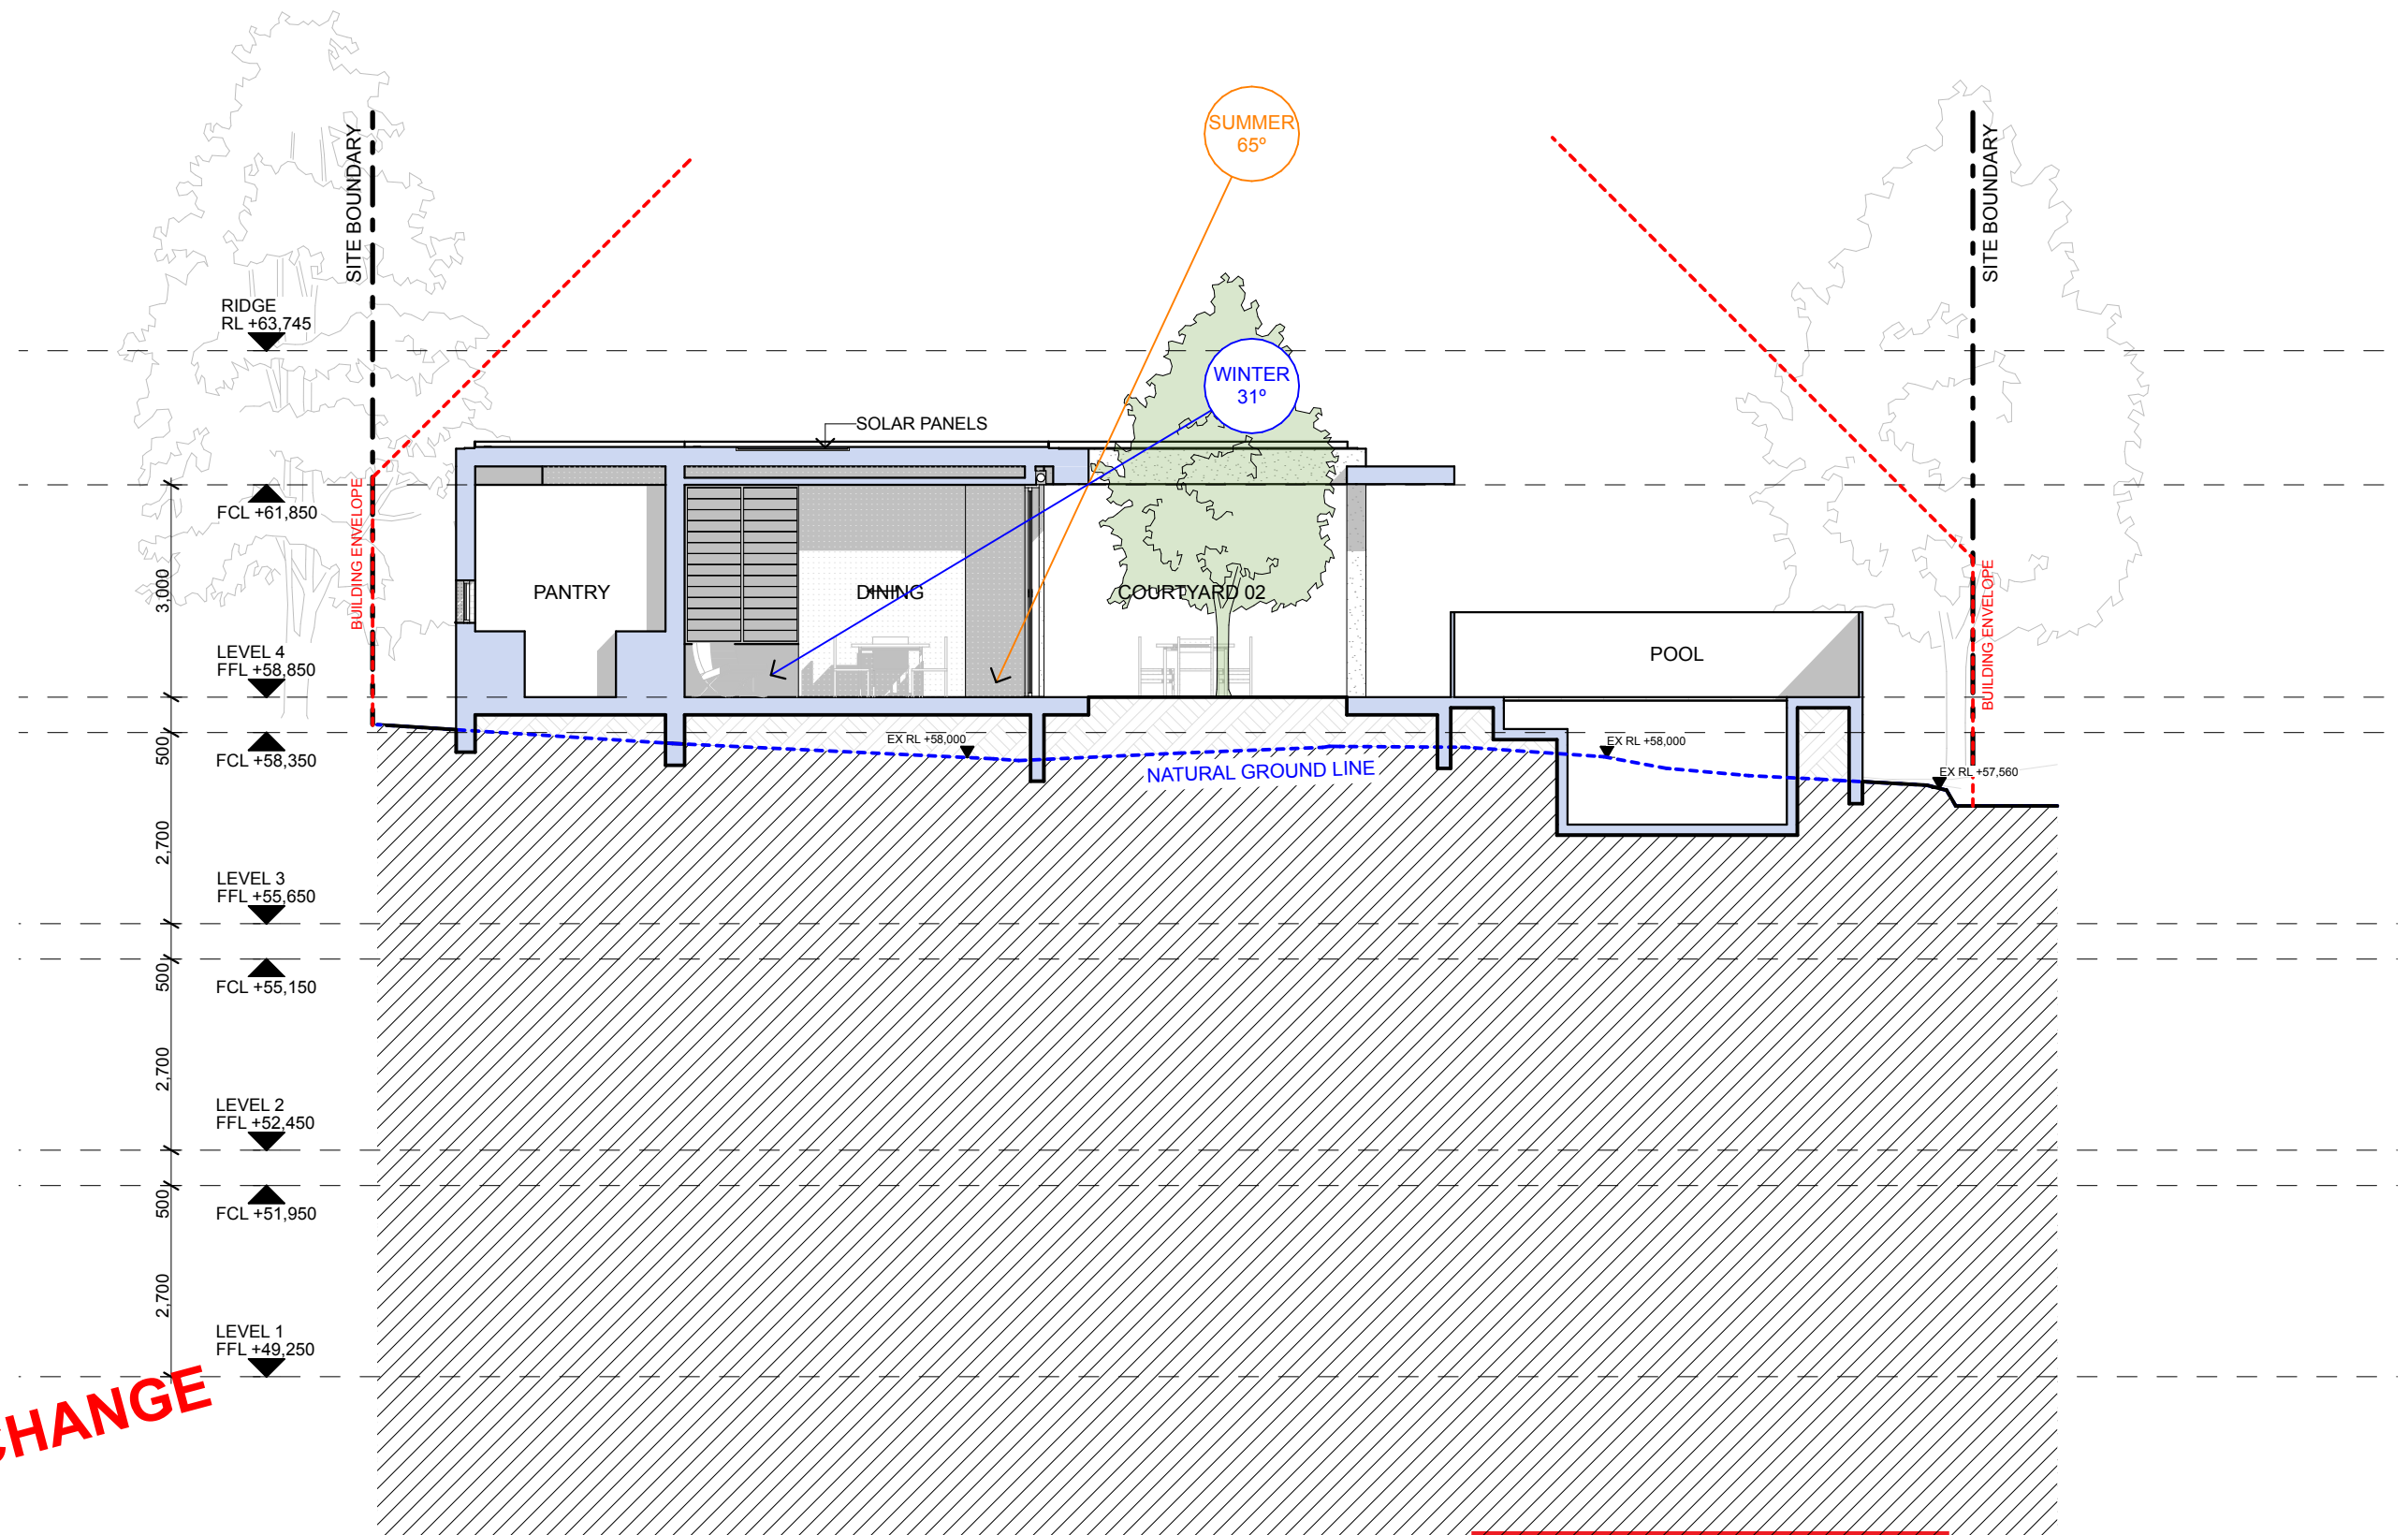 SUMMER
65º
SITE BOUNDARY
SITE BOUNDARY
RIDGE
RL +63,745
WINTER
31º
SOLAR PANELS
BUILDING ENVELOPE
FCL +61,850
3,000
PANTRY
DINING
COURTYARD 02
BUILDING ENVELOPE
LEVEL 4
FFL +58,850
POOL
500
FCL +58,350
EX RL +58,000
EX RL +58,000
NATURAL GROUND LINE
EX RL +57,560
2,700
LEVEL 3
FFL +55,650
500
FCL +55,150
2,700
LEVEL 2
FFL +52,450
500
FCL +51,950
2,700
LEVEL 1
FFL +49,250
CHANGE